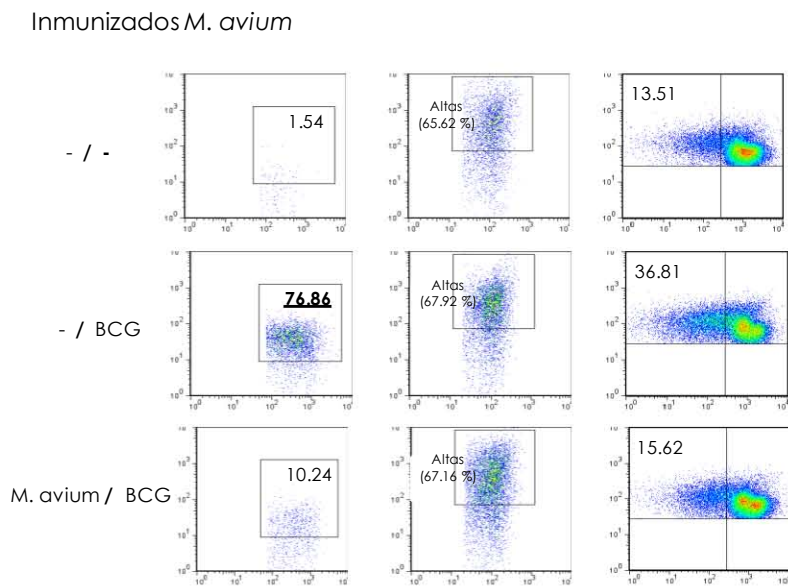 Inmunizados M. avium
1.54
Altas
(65.62 %)
13.51
- / -
76.86
Altas
(67.92 %)
36.81
- / BCG
10.24
Altas
(67.16 %)
15.62
M. avium / BCG